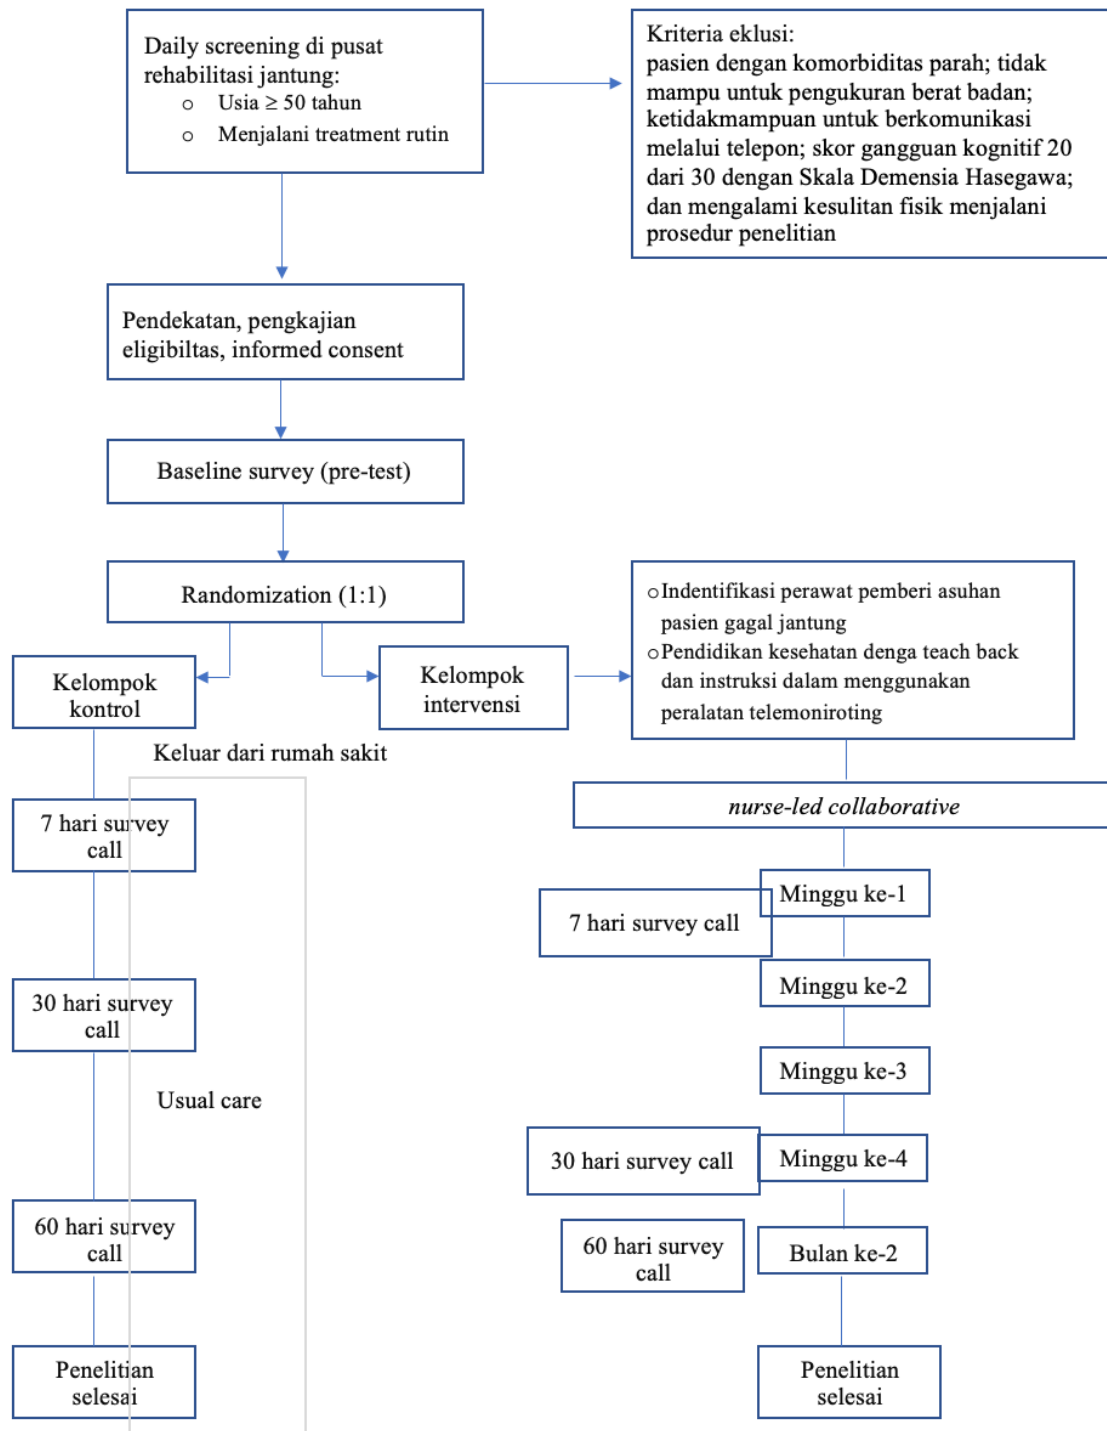 Daily screening di pusat
rehabilitasi jantung:
o Usia ≥ 50 tahun
o Menjalani treatment rutin
Kriteria eklusi:
pasien dengan komorbiditas parah; tidak
mampu untuk pengukuran berat badan;
ketidakmampuan untuk berkomunikasi
melalui telepon; skor gangguan kognitif 20
dari 30 dengan Skala Demensia Hasegawa;
dan mengalami kesulitan fisik menjalani
prosedur penelitian
Pendekatan, pengkajian
eligibiltas, informed consent
Baseline survey (pre-test)
Randomization (1:1)
o Indentifikasi perawat pemberi asuhan
pasien gagal jantung
o Pendidikan kesehatan denga teach back
dan instruksi dalam menggunakan
peralatan telemoniroting
Kelompok
kontrol
Kelompok
intervensi
Keluar dari rumah sakit
7 hari survey
call
30 hari survey
call
Usual care
60 hari survey
call
Penelitian
selesai
nurse-led collaborative
Minggu ke-1
7 hari survey call
Minggu ke-2
Minggu ke-3
30 hari survey call
Minggu ke-4
60 hari survey
call
Bulan ke-2
Penelitian
selesai